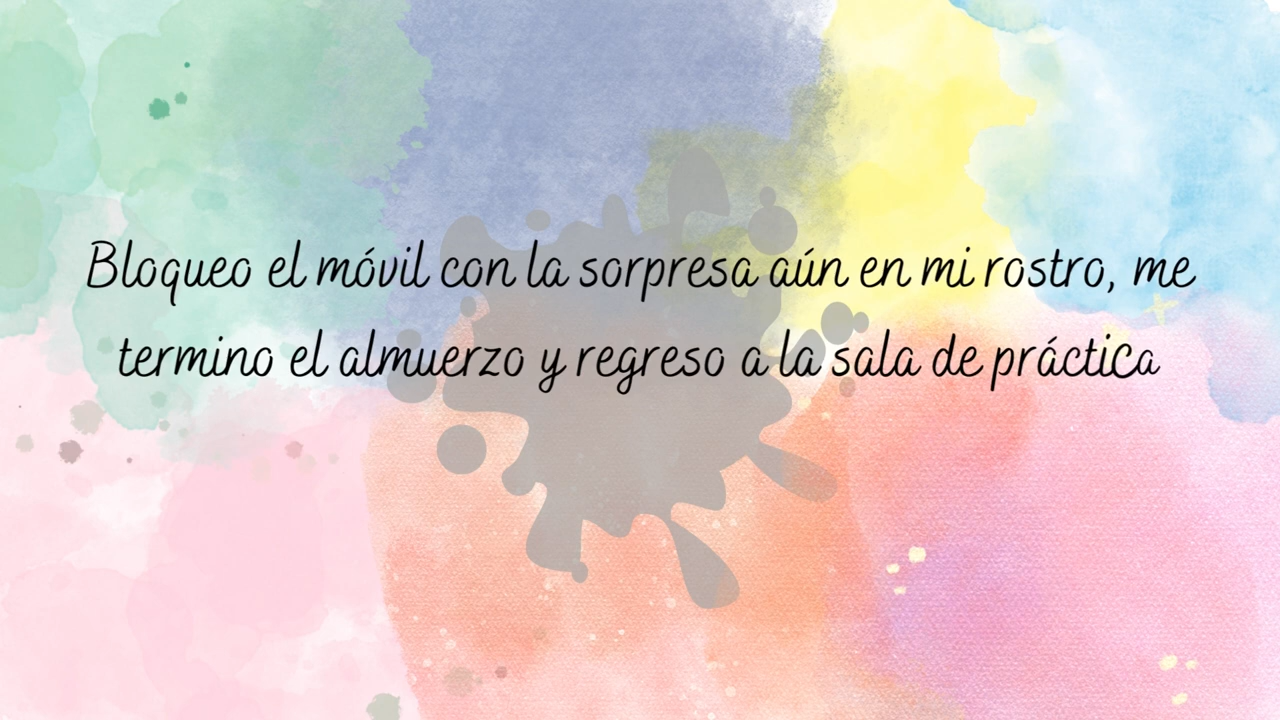 Bloqueo el móvil con la sorpresa aún en mi rostro, me
termino el almuerzo y regreso a la sala de práctica